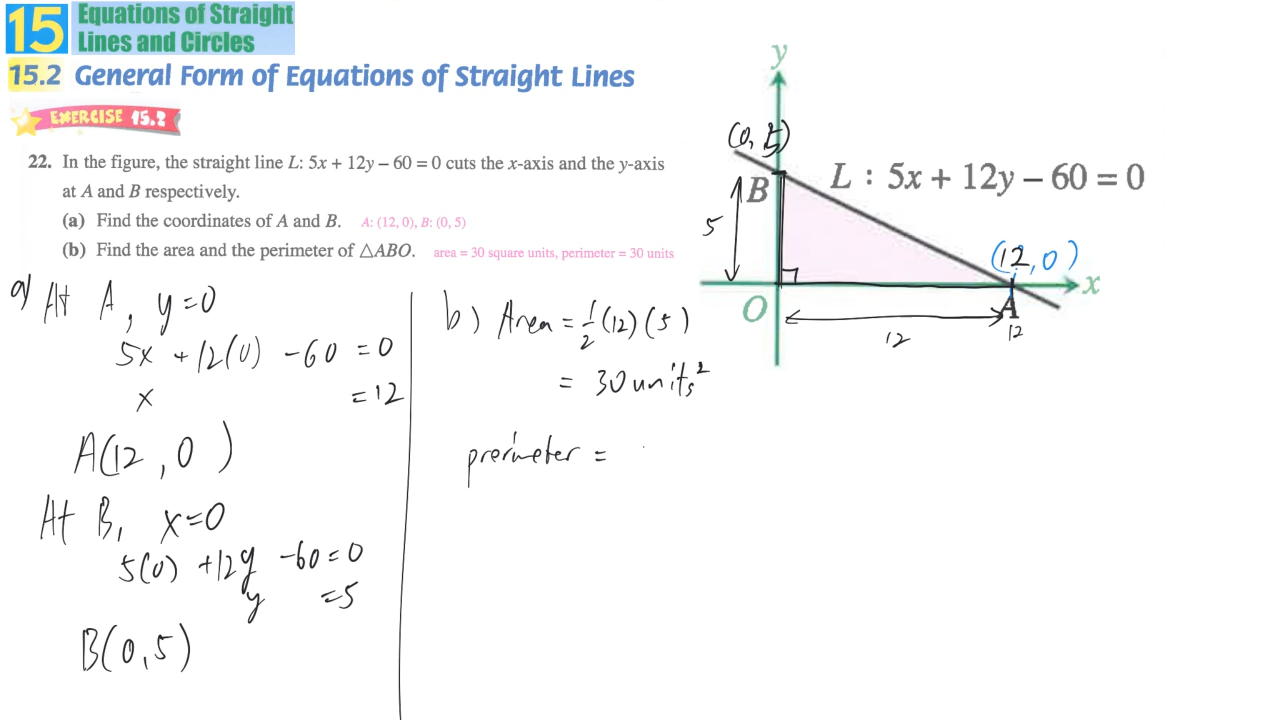 15 Equations of Straight
Lines and Circles
15.2 General Form of Equations of Straight Lines
EXERCISE 15.2
22. In the figure, the straight line L: 5x + 12y – 60 = 0 cuts the x-axis and the y-axis
at A and B respectively.
(a) Find the coordinates of A and B. A: (12, 0), B: (0, 5)
(b) Find the area and the perimeter of △ABO. area = 30 square units, perimeter = 30 units
a) At A, y=0
5x + 12(0) - 60 = 0
x = 12
A(12, 0)
At B, x=0
5(0) + 12y - 60 = 0
y = 5
B(0, 5)
b) Area = 1/2 (12)(5)
= 30 units²
prerimeter =
y
(0, 5)
B
L : 5x + 12y – 60 = 0
5
(12, 0)
x
O
A
12
12